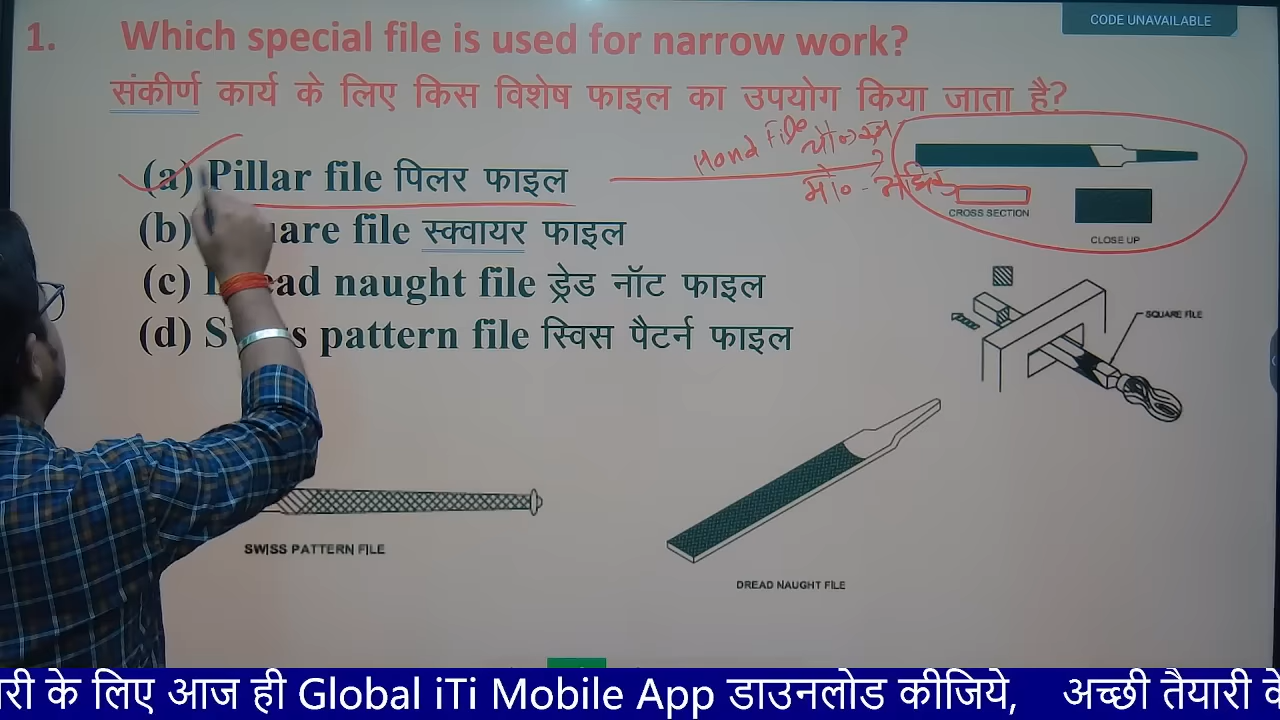 CODE UNAVAILABLE
1. Which special file is used for narrow work?
संकीर्ण कार्य के लिए किस विशेष फाइल का उपयोग किया जाता है?
(a) Pillar file पिलर फाइल
Hand File
CROSS SECTION
CLOSE UP
(b) file स्क्वायर फाइल
(c) naught file ड्रेड नॉट फाइल
(d) pattern file स्विस पैटर्न फाइल
SQUARE FILE
SWISS PATTERN FILE
DREAD NAUGHT FILE
के लिए आज ही Global iTi Mobile App डाउनलोड कीजिये, अच्छी तैयारी